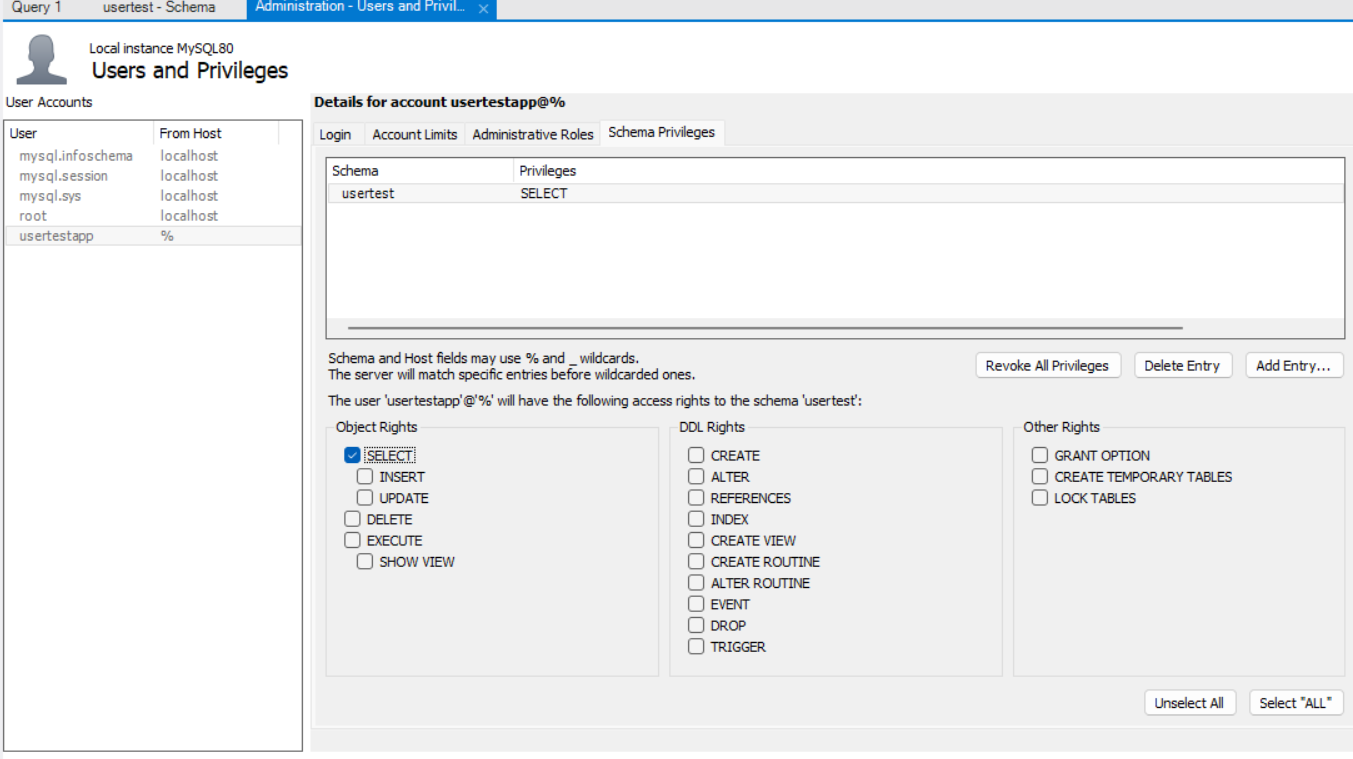 Query 1 usertest - Schema Administration - Users and Privil... ×
Local instance MySQL80
Users and Privileges
User Accounts
User From Host
mysql.infoschema localhost
mysql.session localhost
mysql.sys localhost
root localhost
usertestapp %
Details for account usertestapp@%
Login Account Limits Administrative Roles Schema Privileges
Schema Privileges
usertest SELECT
Schema and Host fields may use % and _ wildcards.
The server will match specific entries before wildcarded ones.
Revoke All Privileges Delete Entry Add Entry...
The user 'usertestapp'@'%' will have the following access rights to the schema 'usertest':
Object Rights
SELECT
INSERT
UPDATE
DELETE
EXECUTE
SHOW VIEW
DDL Rights
CREATE
ALTER
REFERENCES
INDEX
CREATE VIEW
CREATE ROUTINE
ALTER ROUTINE
EVENT
DROP
TRIGGER
Other Rights
GRANT OPTION
CREATE TEMPORARY TABLES
LOCK TABLES
Unselect All Select "ALL"